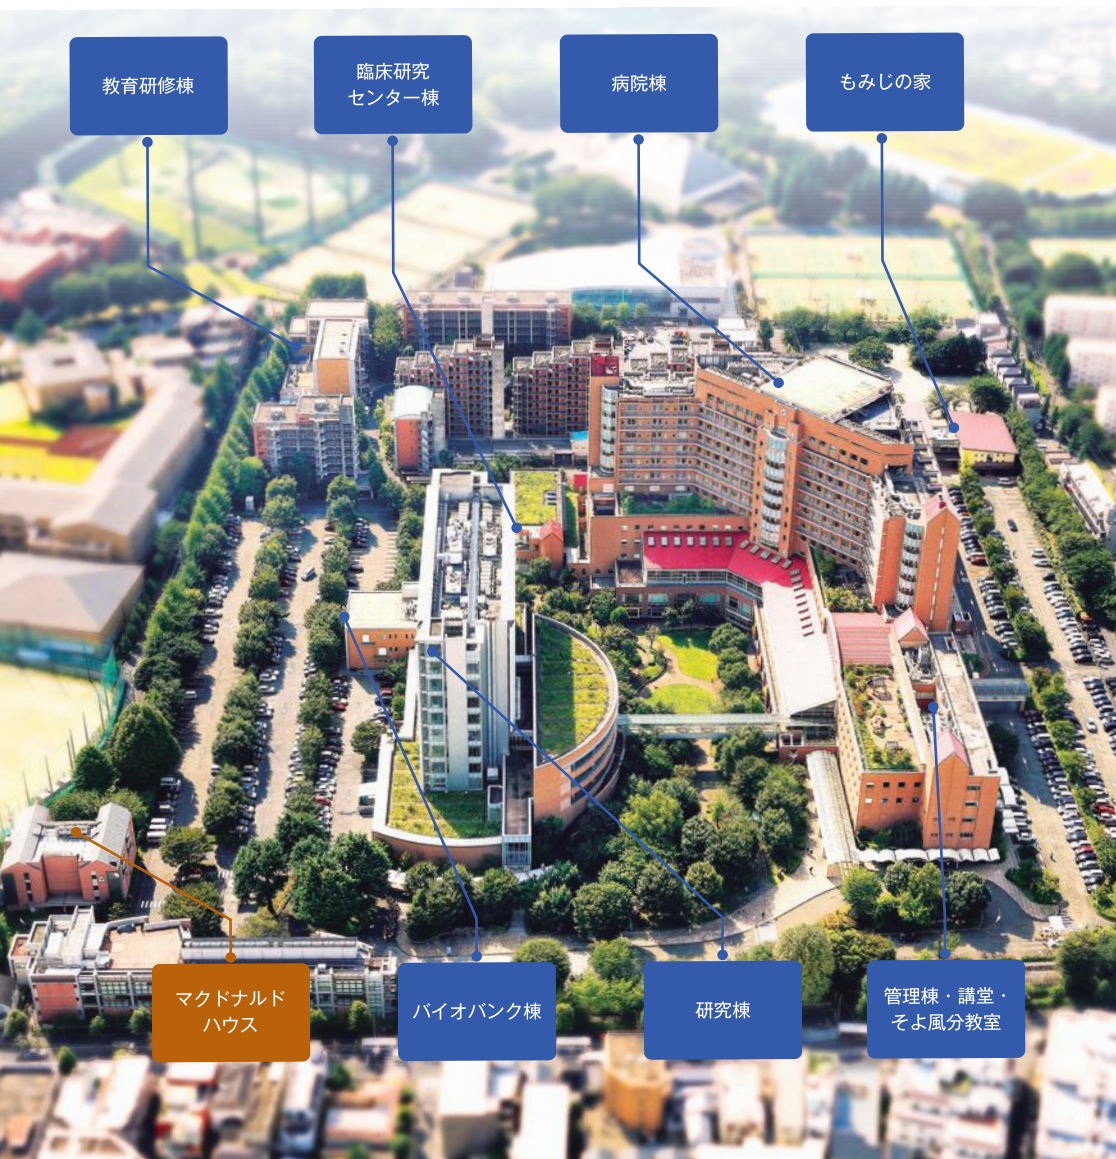 教育研修棟
臨床研究
センター棟
病院棟
もみじの家
マクドナルド
ハウス
バイオバンク棟
研究棟
管理棟・講堂・
そよ風分教室